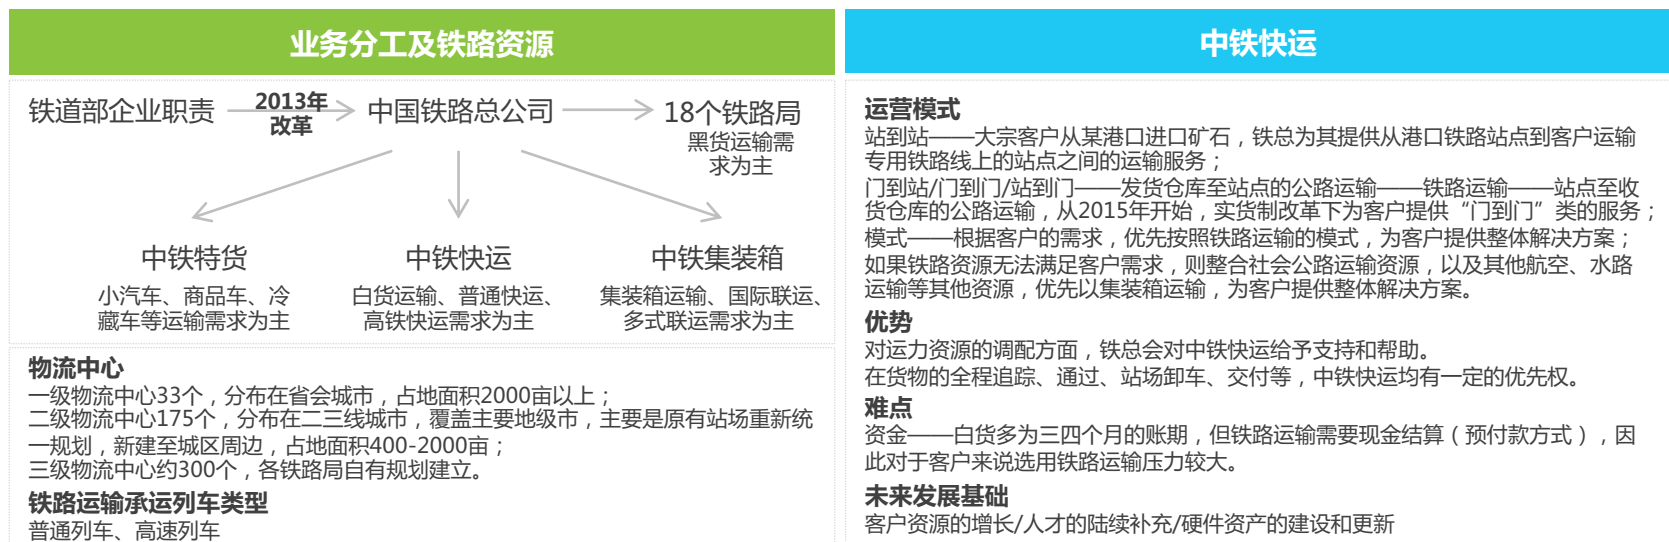 业务分工及铁路资源
铁道部企业职责
2013年
改革
中国铁路总公司
18个铁路局
黑货运输需
求为主
中铁特货
小汽车、商品车、冷
藏车等运输需求为主
中铁快运
白货运输、普通快运、
高铁快运需求为主
中铁集装箱
集装箱运输、国际联运、
多式联运需求为主
物流中心
一级物流中心33个，分布在省会城市，占地面积2000亩以上；
二级物流中心175个，分布在二三线城市，覆盖主要地级市，主要是原有站场重新统
一规划，新建至城区周边，占地面积400-2000亩；
三级物流中心约300个，各铁路局自有规划建立。
铁路运输承运列车类型
普通列车、高速列车
中铁快运
运营模式
站到站——大宗客户从某港口进口矿石，铁总为其提供从港口铁路站点到客户运输
专用铁路线上的站点之间的运输服务；
门到站/门到门/站到门——发货仓库至站点的公路运输——铁路运输——站点至收
货仓库的公路运输，从2015年开始，实货制改革下为客户提供“门到门”类的服务；
模式——根据客户的需求，优先按照铁路运输的模式，为客户提供整体解决方案；
如果铁路资源无法满足客户需求，则整合社会公路运输资源，以及其他航空、水路
运输等其他资源，优先以集装箱运输，为客户提供整体解决方案。
优势
对运力资源的调配方面，铁总会对中铁快运给予支持和帮助。
在货物的全程追踪、通过、站场卸车、交付等，中铁快运均有一定的优先权。
难点
资金——白货多为三四个月的账期，但铁路运输需要现金结算（预付款方式），因
此对于客户来说选用铁路运输压力较大。
未来发展基础
客户资源的增长/人才的陆续补充/硬件资产的建设和更新